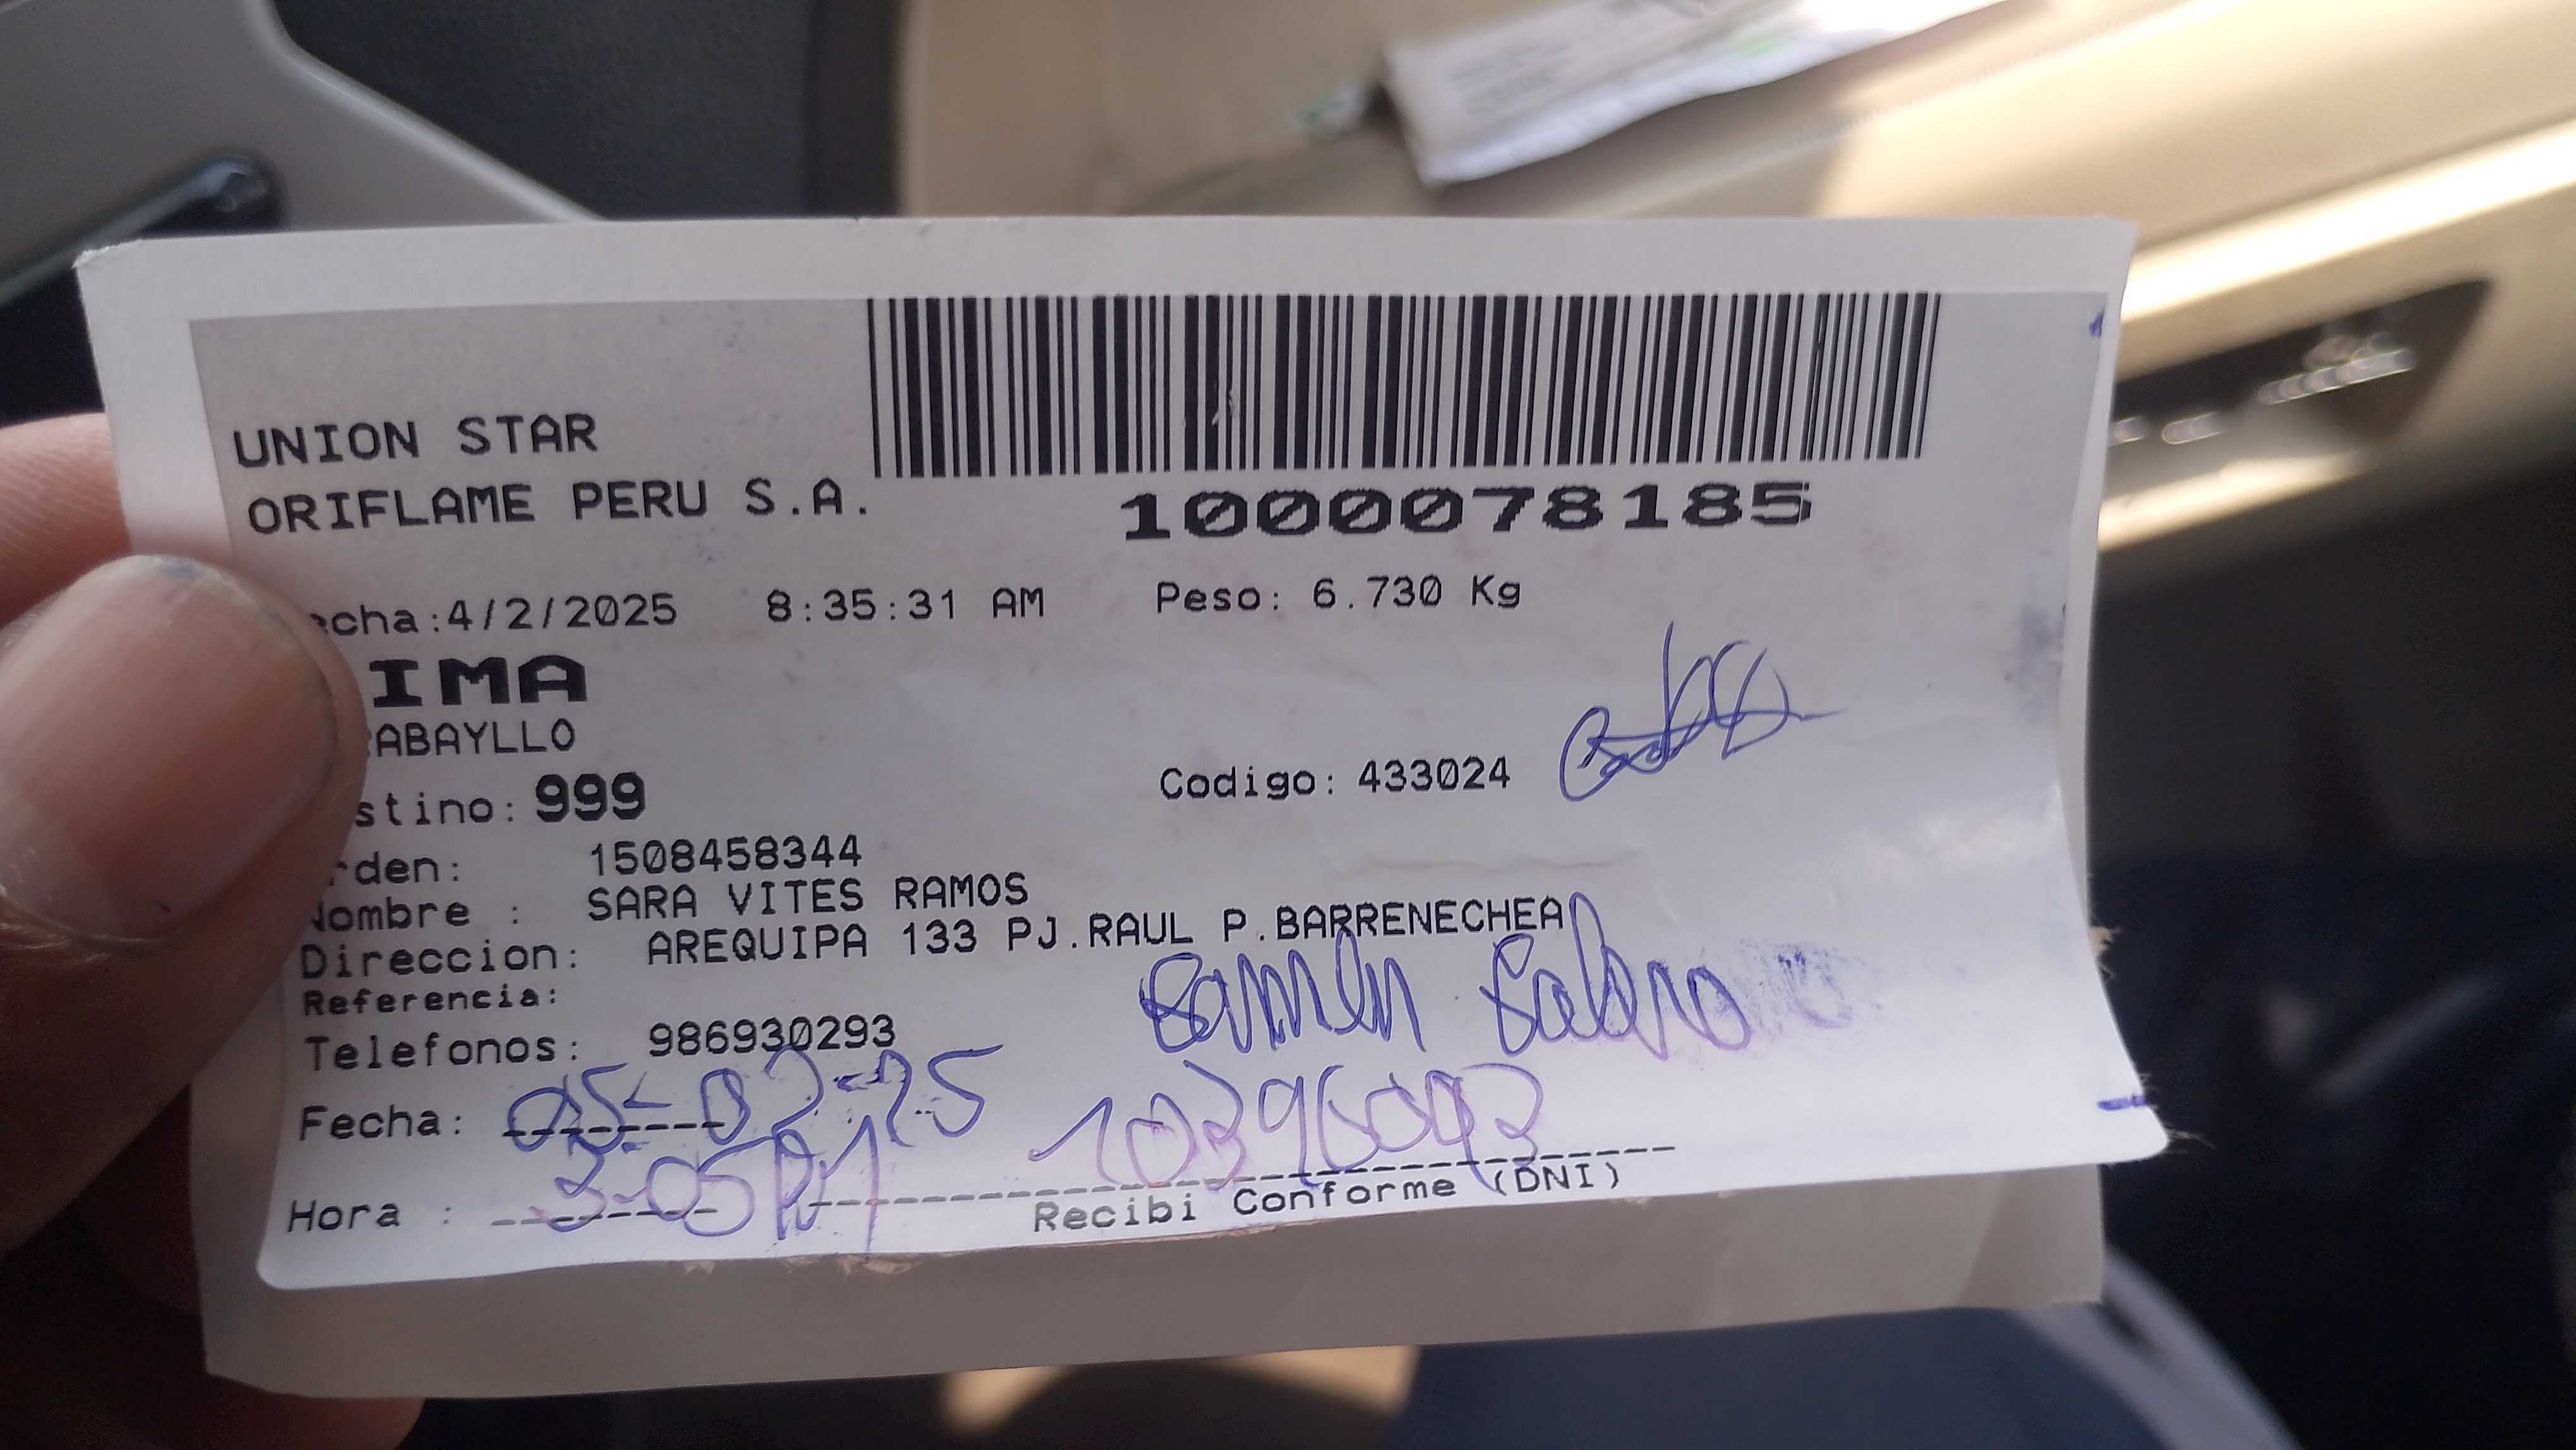 UNION STAR
ORIFLAME PERU S.A.
1000078185
echa:4/2/2025 8:35:31 AM Peso: 6.730 Kg
IMA
ABAYLLO
stino: 999 Codigo: 433024
rden: 1508458344
Nombre : SARA VITES RAMOS
Direccion: AREQUIPA 133 PJ.RAUL P.BARRENECHEA
Referencia:
Telefonos: 986930293
Fecha: 05-02-25
Hora : 3-05PM
Recibi Conforme (DNI)